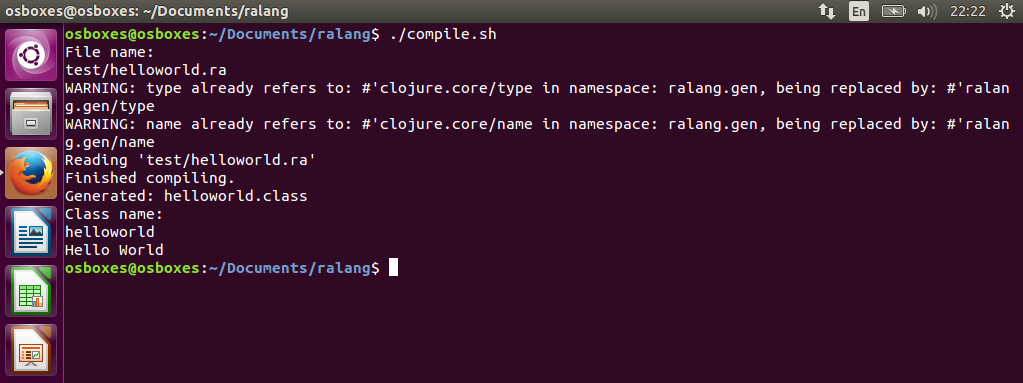 osboxes@osboxes: ~/Documents/ralang
En
22:22
osboxes@osboxes:~/Documents/ralang$ ./compile.sh
File name:
test/helloworld.ra
WARNING: type already refers to: #'clojure.core/type in namespace: ralang.gen, being replaced by: #'ralan
g.gen/type
WARNING: name already refers to: #'clojure.core/name in namespace: ralang.gen, being replaced by: #'ralan
g.gen/name
Reading 'test/helloworld.ra'
Finished compiling.
Generated: helloworld.class
Class name:
helloworld
Hello World
osboxes@osboxes:~/Documents/ralang$